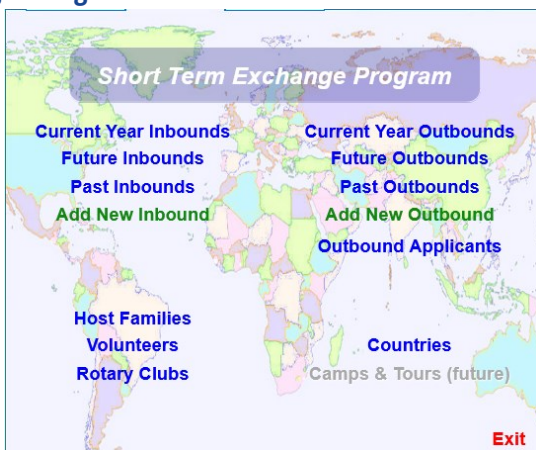 Short Term Exchange Program
Current Year Inbounds
Future Inbounds
Past Inbounds
Add New Inbound
Current Year Outbounds
Future Outbounds
Past Outbounds
Add New Outbound
Outbound Applicants
Host Families
Volunteers
Rotary Clubs
Countries
Camps & Tours (future)
Exit